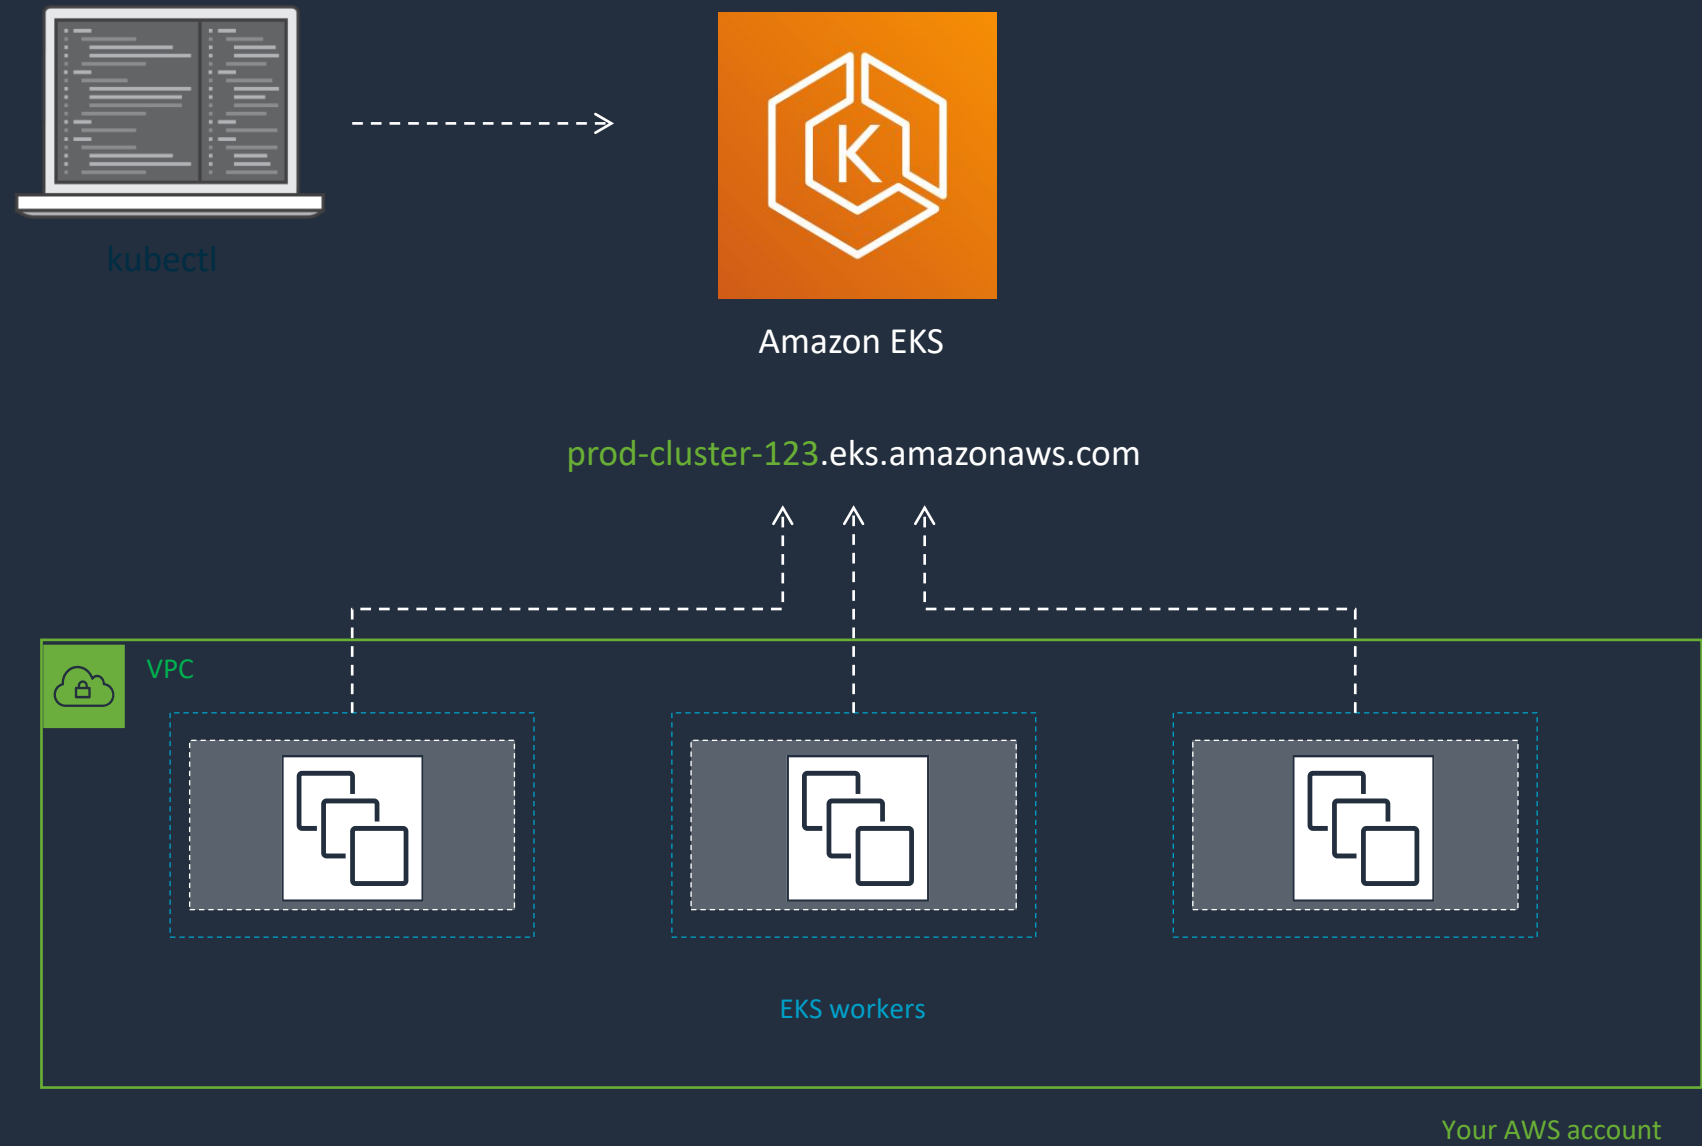 K
kubectl
Amazon EKS
prod-cluster-123.eks.amazonaws.com
VPC
EKS workers
Your AWS account